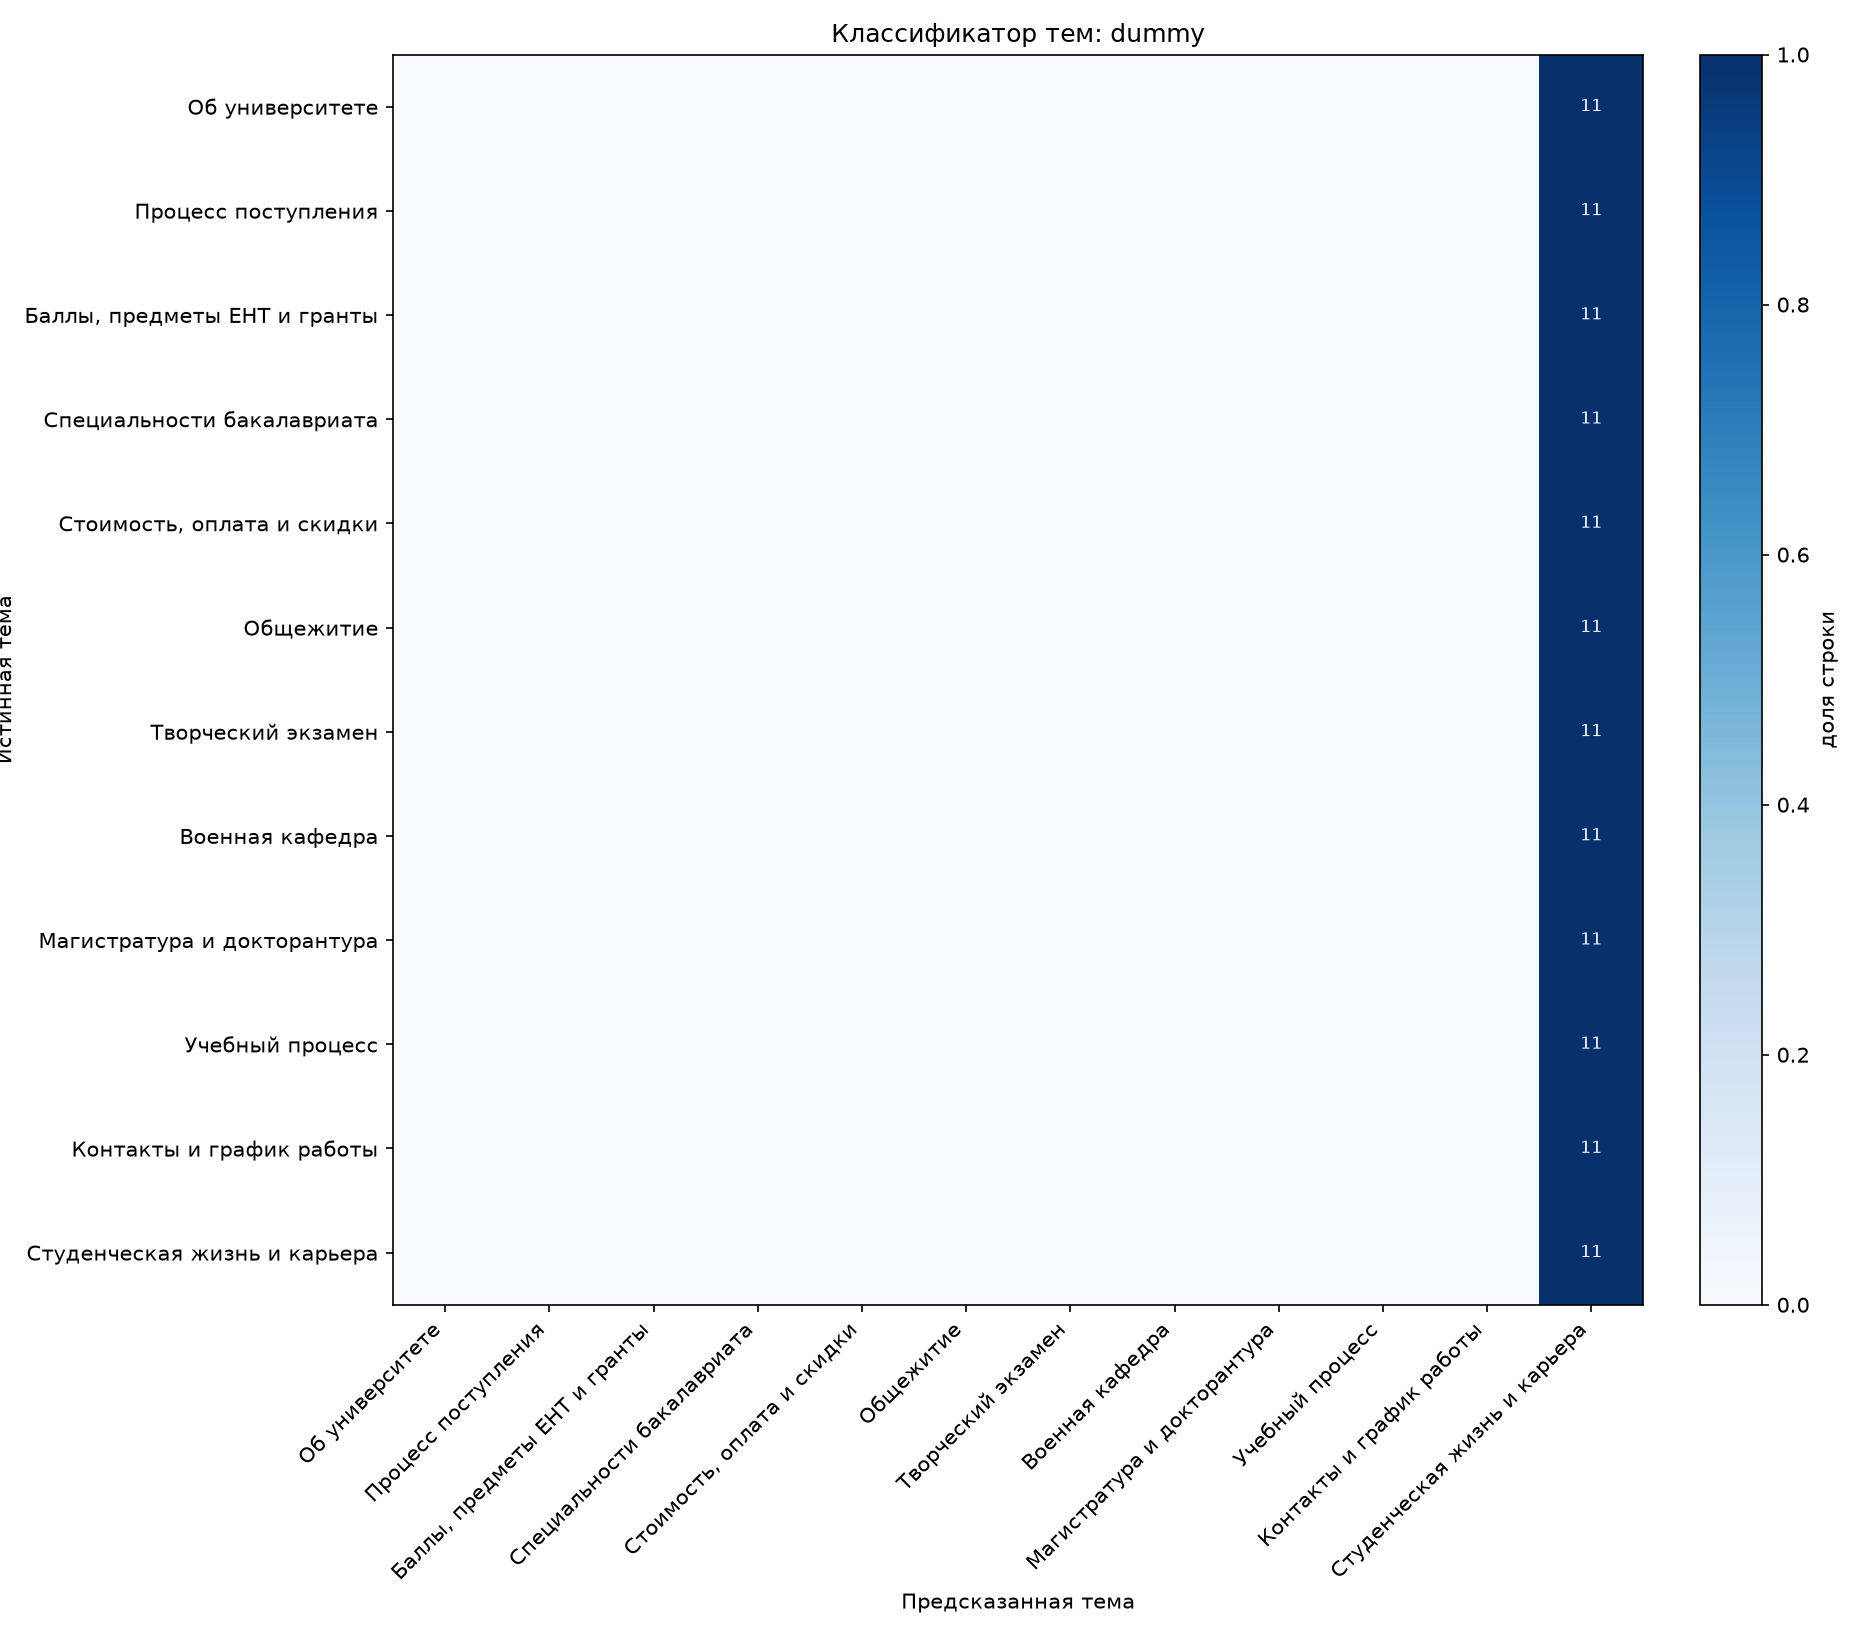 Классификатор тем: dummy
Истинная тема
Об университете 11
Процесс поступления 11
Баллы, предметы ЕНТ и гранты 11
Специальности бакалавриата 11
Стоимость, оплата и скидки 11
Общежитие 11
Творческий экзамен 11
Военная кафедра 11
Магистратура и докторантура 11
Учебный процесс 11
Контакты и график работы 11
Студенческая жизнь и карьера 11
Об университете
Процесс поступления
Баллы, предметы ЕНТ и гранты
Специальности бакалавриата
Стоимость, оплата и скидки
Общежитие
Творческий экзамен
Военная кафедра
Магистратура и докторантура
Учебный процесс
Контакты и график работы
Студенческая жизнь и карьера
Предсказанная тема
1.0
0.8
0.6
0.4
0.2
0.0
доля строки